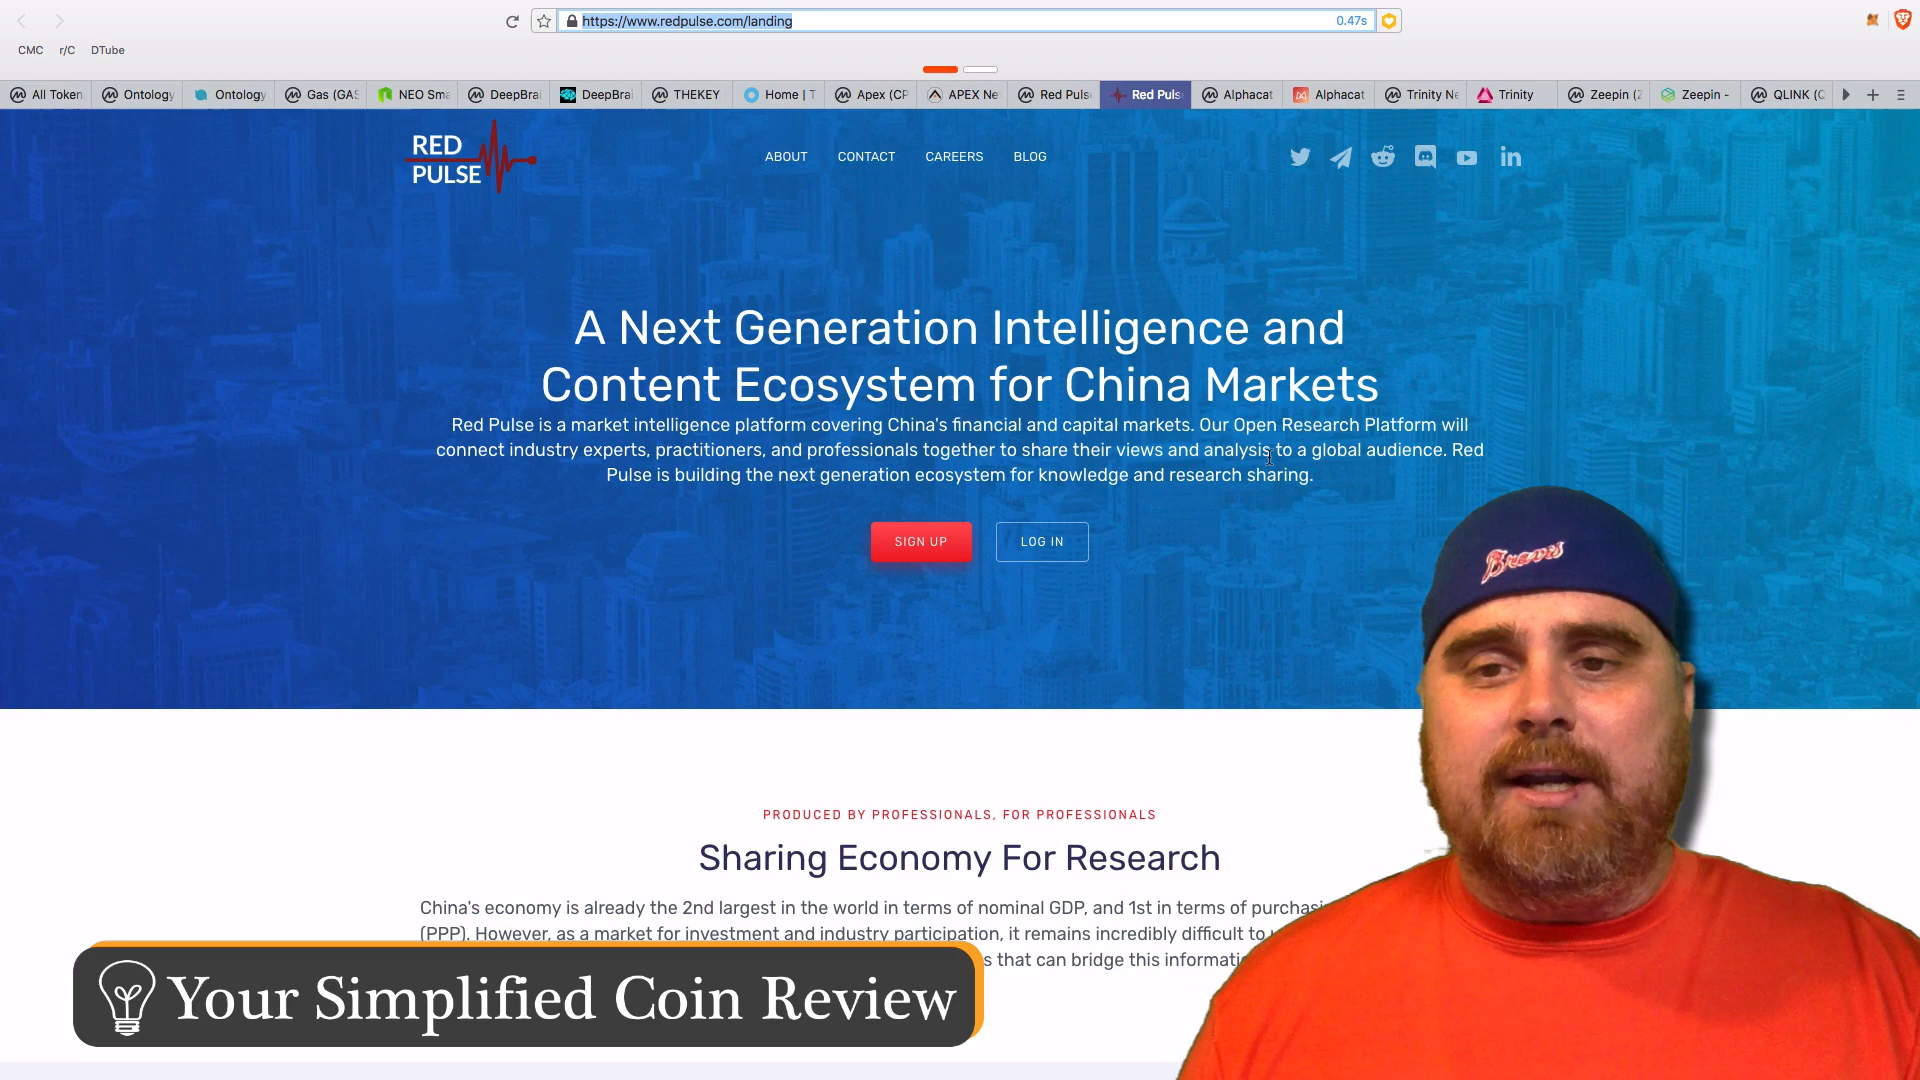 https://www.redpulse.com/landing
0.47s
CMC r/C DTube
All Token Ontology Ontology Gas (GAS NEO Sma DeepBrai DeepBrai THEKEY Home | T Apex (CP APEX Ne Red Puls Red Puls Alphacat Alphacat Trinity Ne Trinity Zeepin (Z Zeepin - QLINK (Q
RED
PULSE
ABOUT CONTACT CAREERS BLOG
A Next Generation Intelligence and
Content Ecosystem for China Markets
Red Pulse is a market intelligence platform covering China's financial and capital markets. Our Open Research Platform will
connect industry experts, practitioners, and professionals together to share their views and analysis to a global audience. Red
Pulse is building the next generation ecosystem for knowledge and research sharing.
SIGN UP LOG IN
Braves
PRODUCED BY PROFESSIONALS, FOR PROFESSIONALS
Sharing Economy For Research
China's economy is already the 2nd largest in the world in terms of nominal GDP, and 1st in terms of purchasi
(PPP). However, as a market for investment and industry participation, it remains incredibly difficult to
s that can bridge this informatio
Your Simplified Coin Review